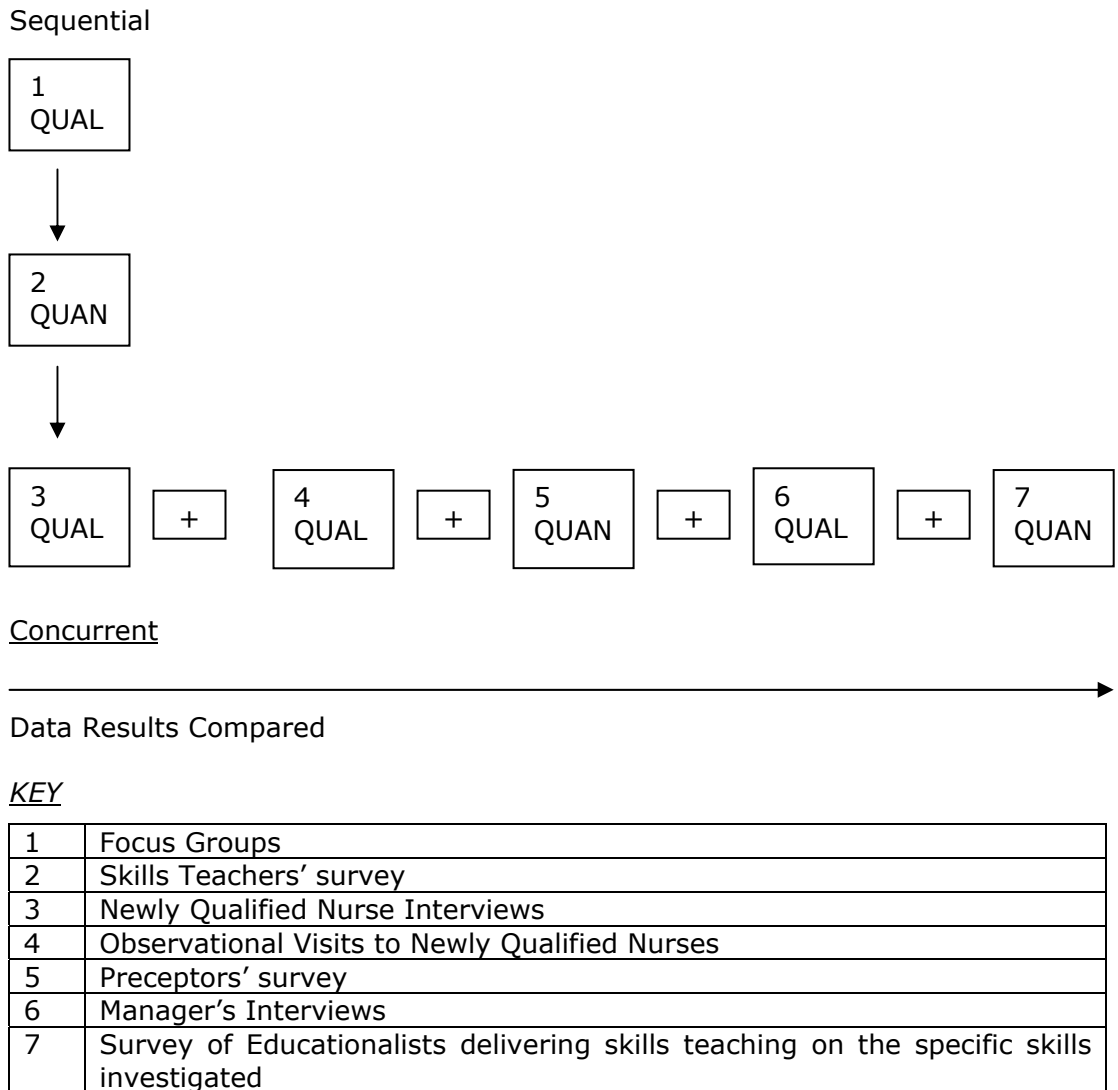 Sequential
1
QUAL
2
QUAN
3
QUAL
+
4
QUAL
+
5
QUAN
+
6
QUAL
+
7
QUAN
Concurrent
Data Results Compared
KEY
1 Focus Groups
2 Skills Teachers’ survey
3 Newly Qualified Nurse Interviews
4 Observational Visits to Newly Qualified Nurses
5 Preceptors’ survey
6 Manager’s Interviews
7 Survey of Educationalists delivering skills teaching on the specific skills
investigated